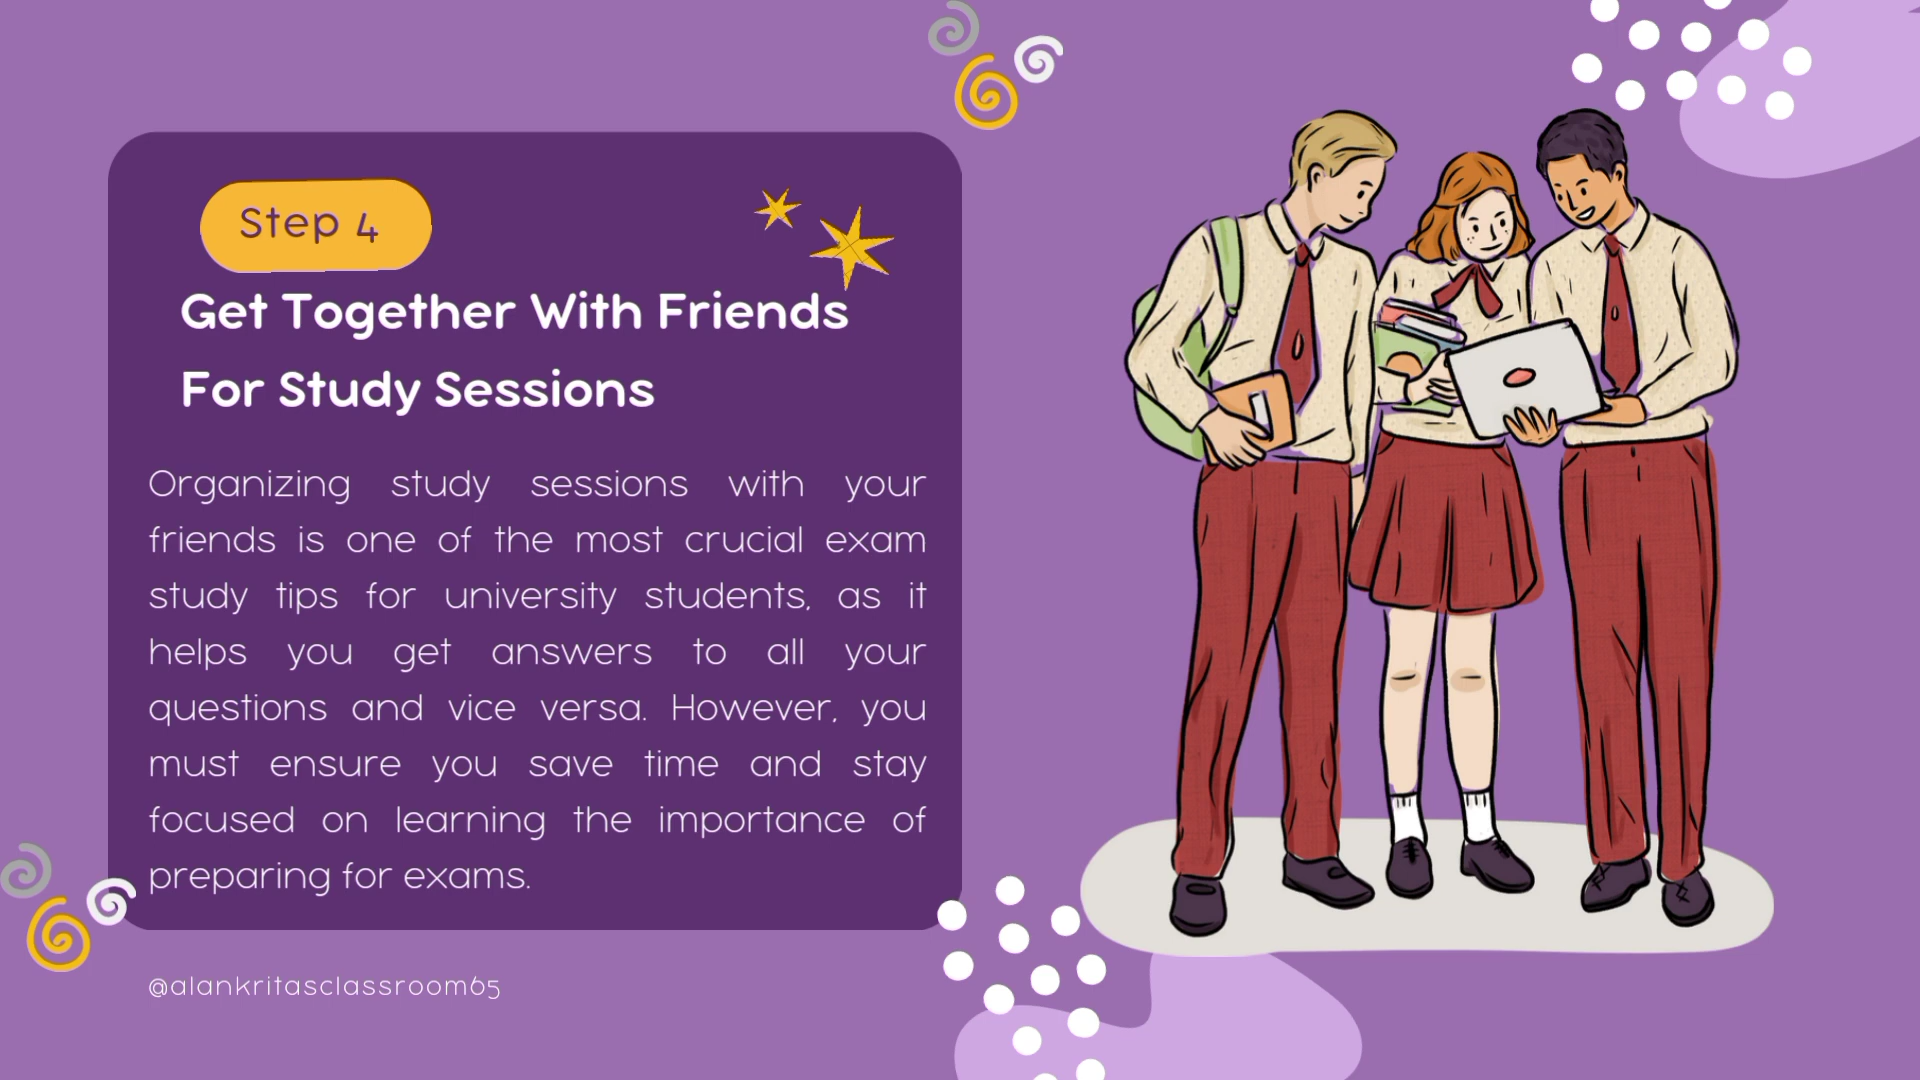 Step 4
Get Together With Friends
For Study Sessions
Organizing study sessions with your
friends is one of the most crucial exam
study tips for university students, as it
helps you get answers to all your
questions and vice versa. However, you
must ensure you save time and stay
focused on learning the importance of
preparing for exams.
@alankritasclassroom65